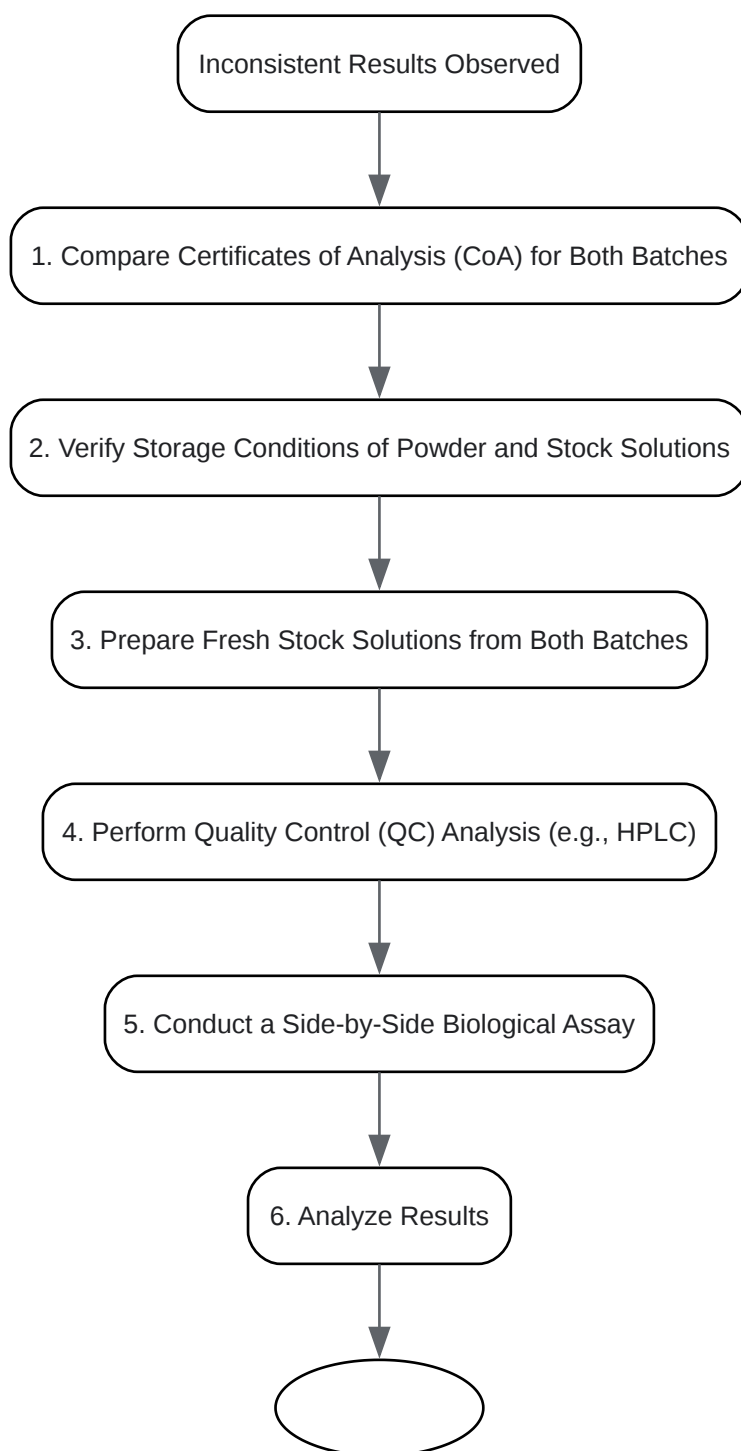 Inconsistent Results Observed
1. Compare Certificates of Analysis (CoA) for Both Batches
2. Verify Storage Conditions of Powder and Stock Solutions
3. Prepare Fresh Stock Solutions from Both Batches
4. Perform Quality Control (QC) Analysis (e.g., HPLC)
5. Conduct a Side-by-Side Biological Assay
6. Analyze Results